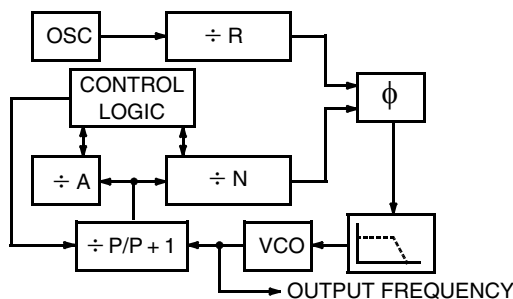 OSC
÷ R
CONTROL
LOGIC
ϕ
÷ A
÷ N
÷ P/P + 1
VCO
OUTPUT FREQUENCY